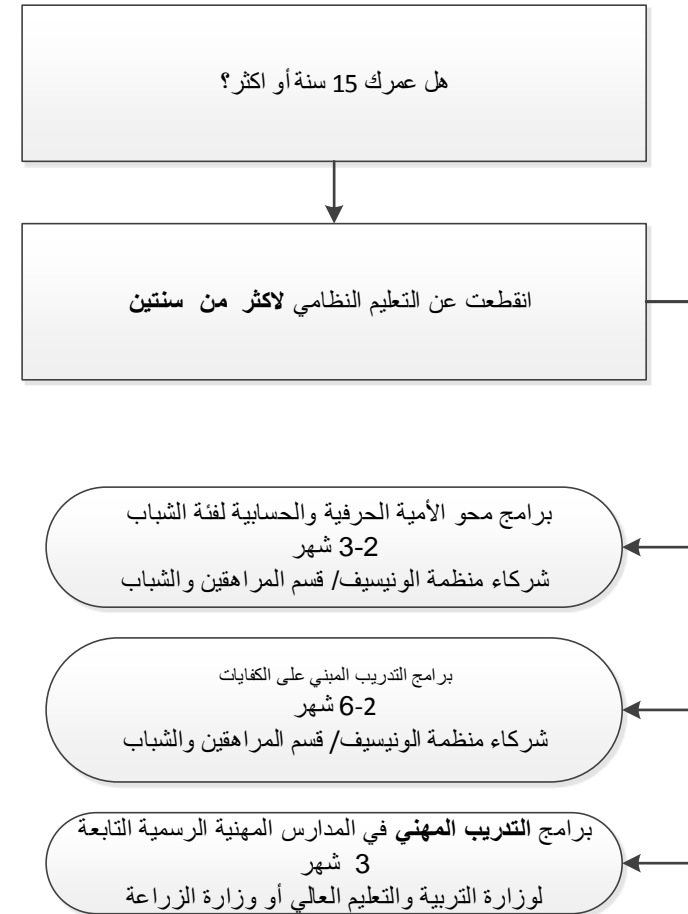 هل عمرك 15 سنة أو اكثر؟
انقطعت عن التعليم النظامي لاكثر من سنتين
برامج محو الأمية الحرفية والحسابية لفئة الشباب
2-3 شهر
شركاء منظمة الونيسيف/ قسم المراهقين والشباب
برامج التدريب المبني على الكفايات
2-6 شهر
شركاء منظمة الونيسيف/ قسم المراهقين والشباب
برامج التدريب المهني في المدارس المهنية الرسمية التابعة
3 شهر
لوزارة التربية والتعليم العالي أو وزارة الزراعة